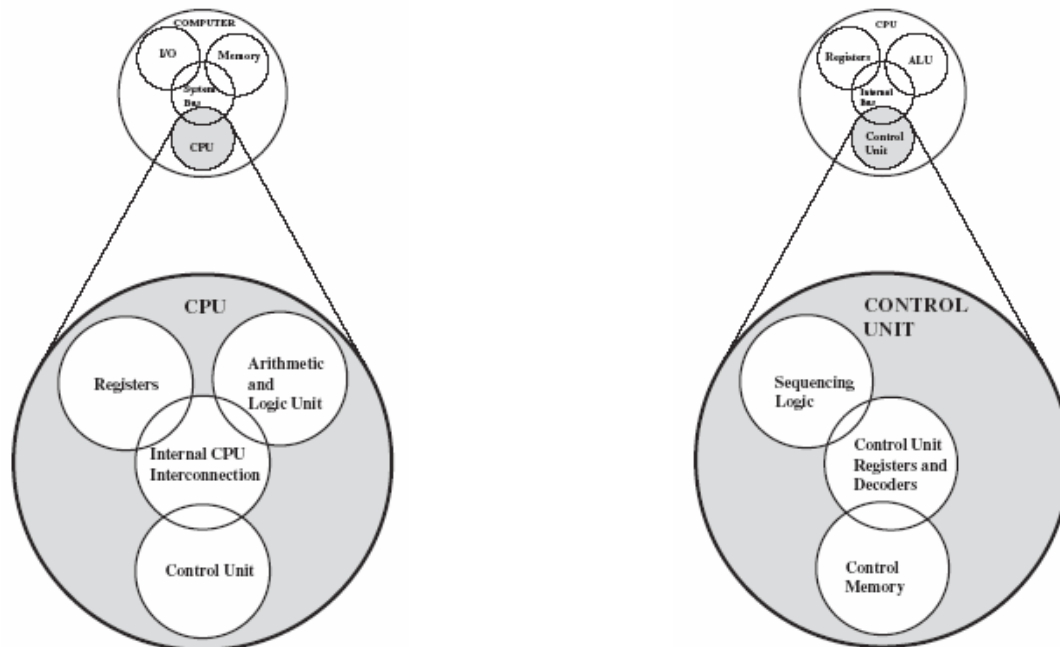 COMPUTER
I/O
Memory
System
Bus
CPU
CPU
Registers
Arithmetic
and
Logic Unit
Internal CPU
Interconnection
Control Unit
CPU
Registers
ALU
Internal
Bus
Control
Unit
CONTROL
UNIT
Sequencing
Logic
Control Unit
Registers and
Decoders
Control
Memory